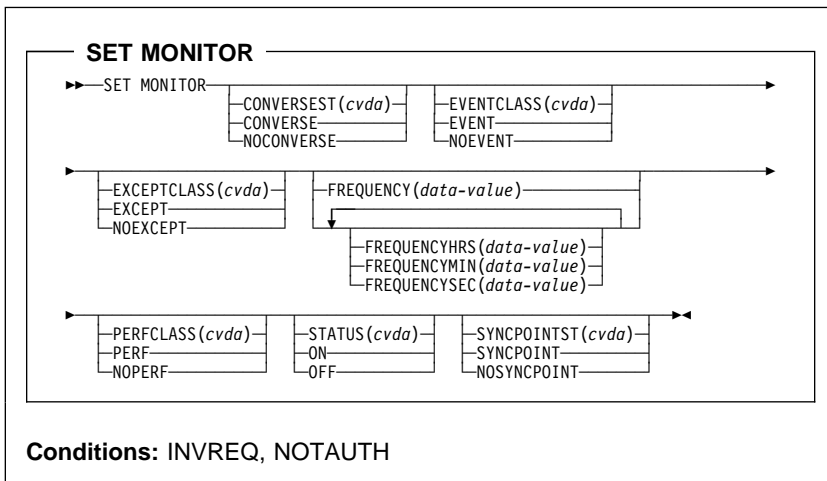 SET MONITOR
SET MONITOR
CONVERSEST(cvda) EVENTCLASS(cvda)
CONVERSE EVENT
NOCONVERSE NOEVENT
EXCEPTCLASS(cvda) FREQUENCY(data-value)
EXCEPT
NOEXCEPT
FREQUENCYHRS(data-value)
FREQUENCYMIN(data-value)
FREQUENCYSEC(data-value)
PERFCLASS(cvda) STATUS(cvda) SYNCPOINTST(cvda)
PERF ON SYNCPOINT
NOPERF OFF NOSYNCPOINT
Conditions: INVREQ, NOTAUTH